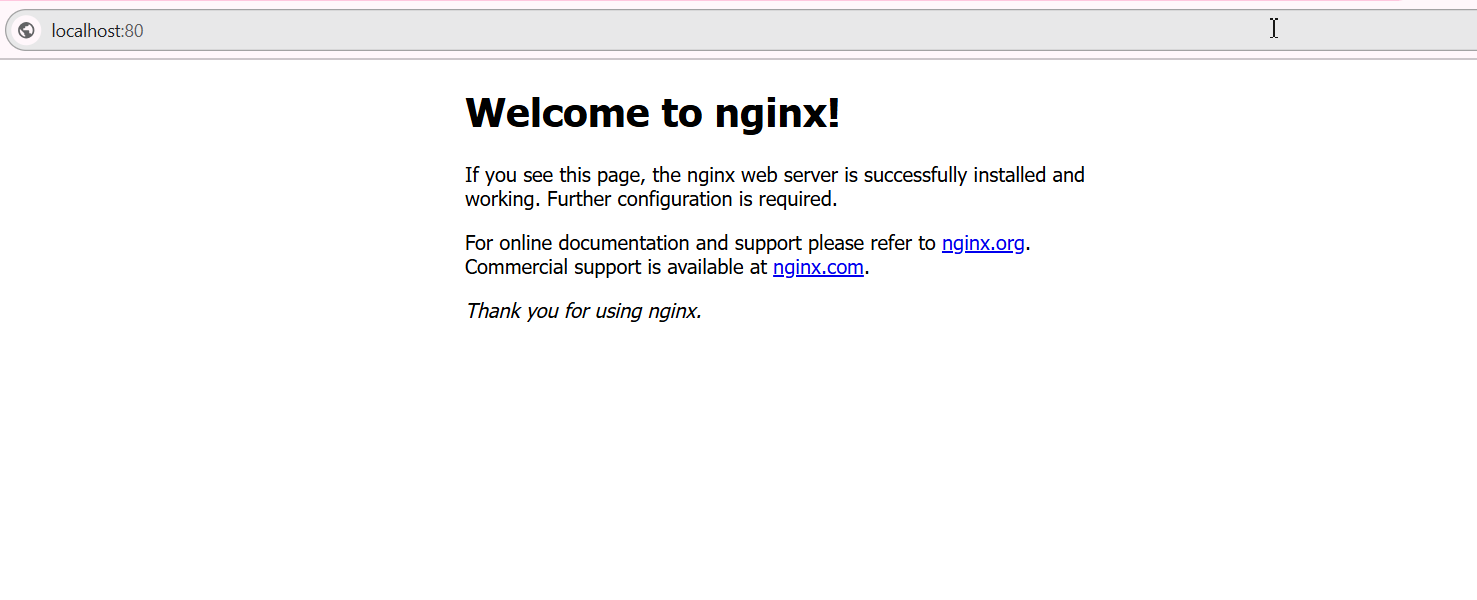 localhost:80
Welcome to nginx!
If you see this page, the nginx web server is successfully installed and
working. Further configuration is required.
For online documentation and support please refer to nginx.org.
Commercial support is available at nginx.com.
Thank you for using nginx.